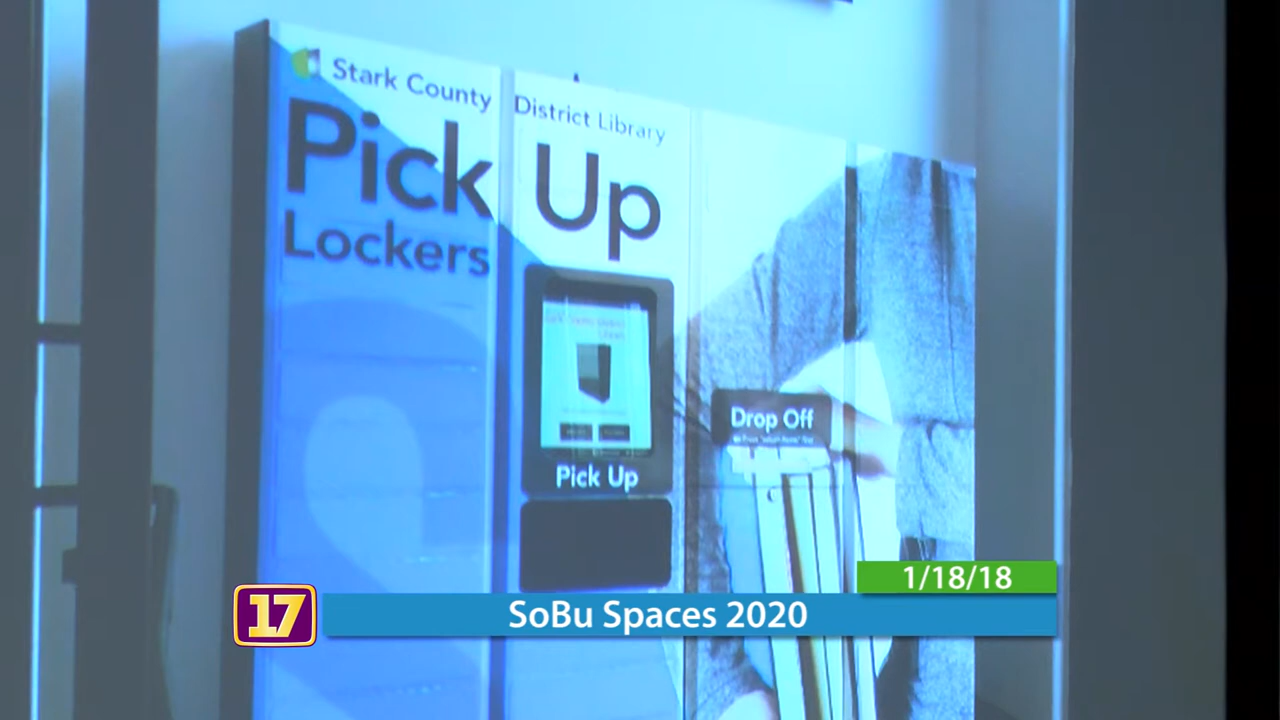 Stark County District Library
Pick Up
Lockers
Pick Up
Drop Off
1/18/18
17 SoBu Spaces 2020